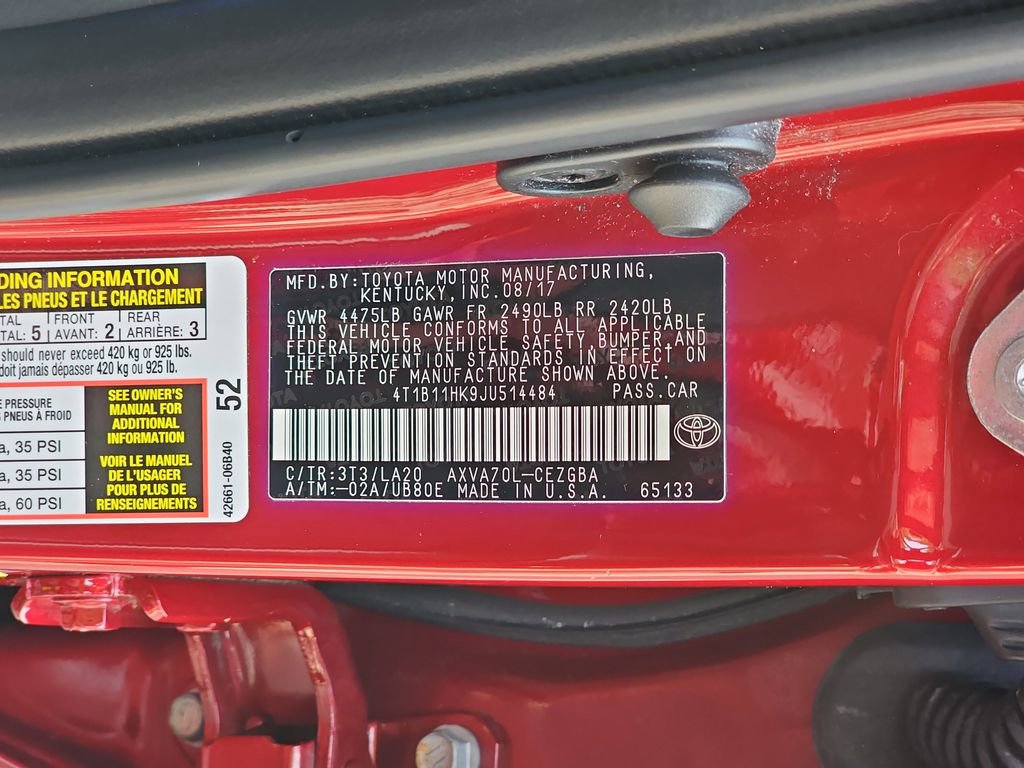 DING INFORMATION
LES PNEUS ET LE CHARGEMENT
TAL 5 FRONT 2 REAR 3
TAL: AVANT: ARRIÈRE:
should never exceed 420 kg or 925 lbs.
doit jamais dépasser 420 kg ou 925 lb.
PRESSURE
PNEUS À FROID
a, 35 PSI
a, 35 PSI
a, 60 PSI
SEE OWNER'S
MANUAL FOR
ADDITIONAL
INFORMATION
VOIR LE MANUEL
DE L'USAGER
POUR PLUS DE
RENSEIGNEMENTS
52
42661-06B40
MFD.BY:TOYOTA MOTOR MANUFACTURING,
KENTUCKY,INC.08/17
GVWR 4475LB GAWR FR 2490LB RR 2420LB
THIS VEHICLE CONFORMS TO ALL APPLICABLE
FEDERAL MOTOR VEHICLE SAFETY,BUMPER,AND
THEFT PREVENTION STANDARDS IN EFFECT ON
THE DATE OF MANUFACTURE SHOWN ABOVE.
4T1B11HK9JU514484 PASS.CAR
C/TR:3T3/LA20 AXVA70L-CEZGBA
A/TM:-02A/UB80E MADE IN U.S.A. 65133